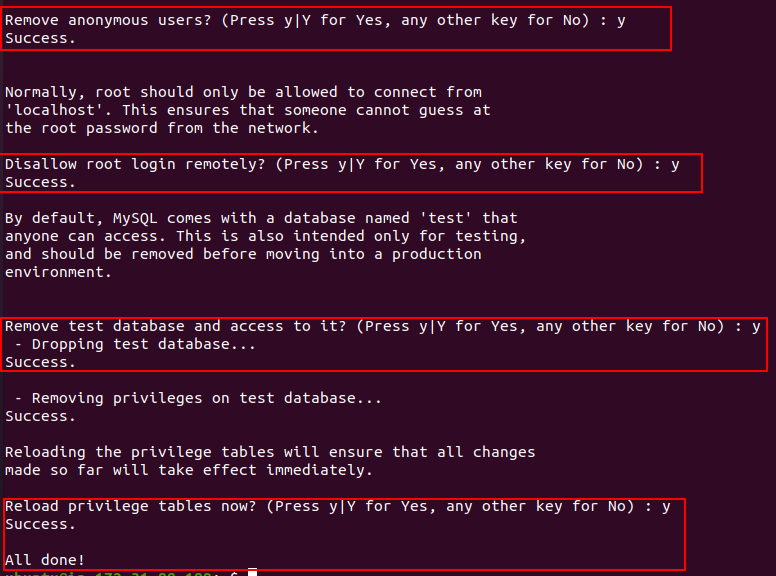 Remove anonymous users? (Press y|Y for Yes, any other key for No) : y
Success.
Normally, root should only be allowed to connect from
'localhost'. This ensures that someone cannot guess at
the root password from the network.
Disallow root login remotely? (Press y|Y for Yes, any other key for No) : y
Success.
By default, MySQL comes with a database named 'test' that
anyone can access. This is also intended only for testing,
and should be removed before moving into a production
environment.
Remove test database and access to it? (Press y|Y for Yes, any other key for No) : y
- Dropping test database...
Success.
- Removing privileges on test database...
Success.
Reloading the privilege tables will ensure that all changes
made so far will take effect immediately.
Reload privilege tables now? (Press y|Y for Yes, any other key for No) : y
Success.
All done!